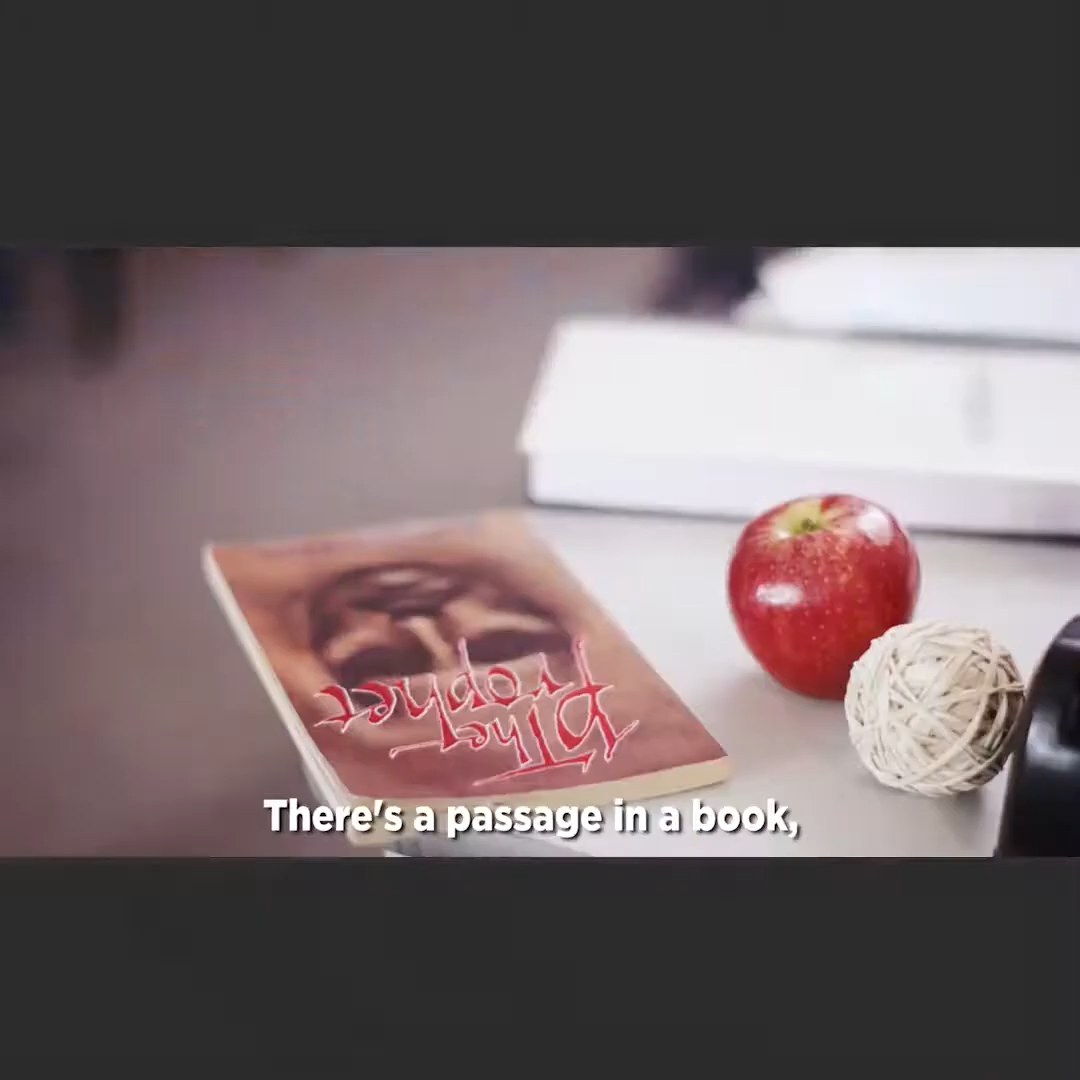 The
Prophet
There's a passage in a book,